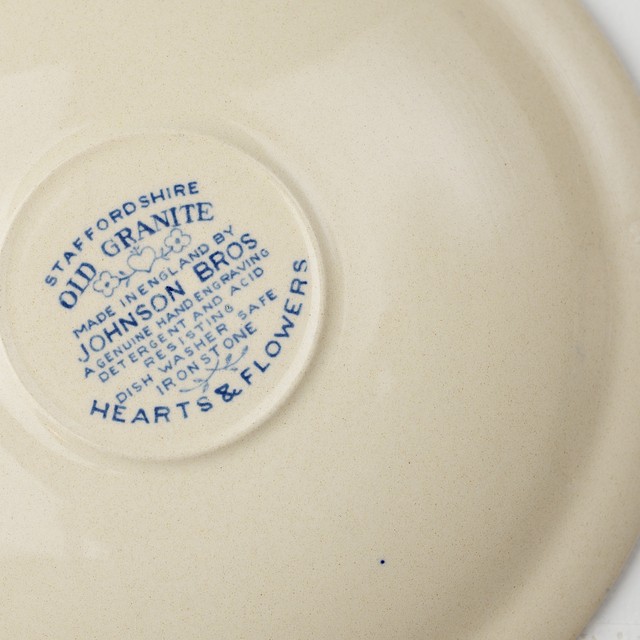 STAFFORDSHIRE
OLD GRANITE
MADE IN ENGLAND BY
JOHNSON BROS
A GENUINE HAND ENGRAVING
DETERGENT AND ACID
RESISTING &
DISH WASHER SAFE
IRONSTONE
HEARTS & FLOWERS